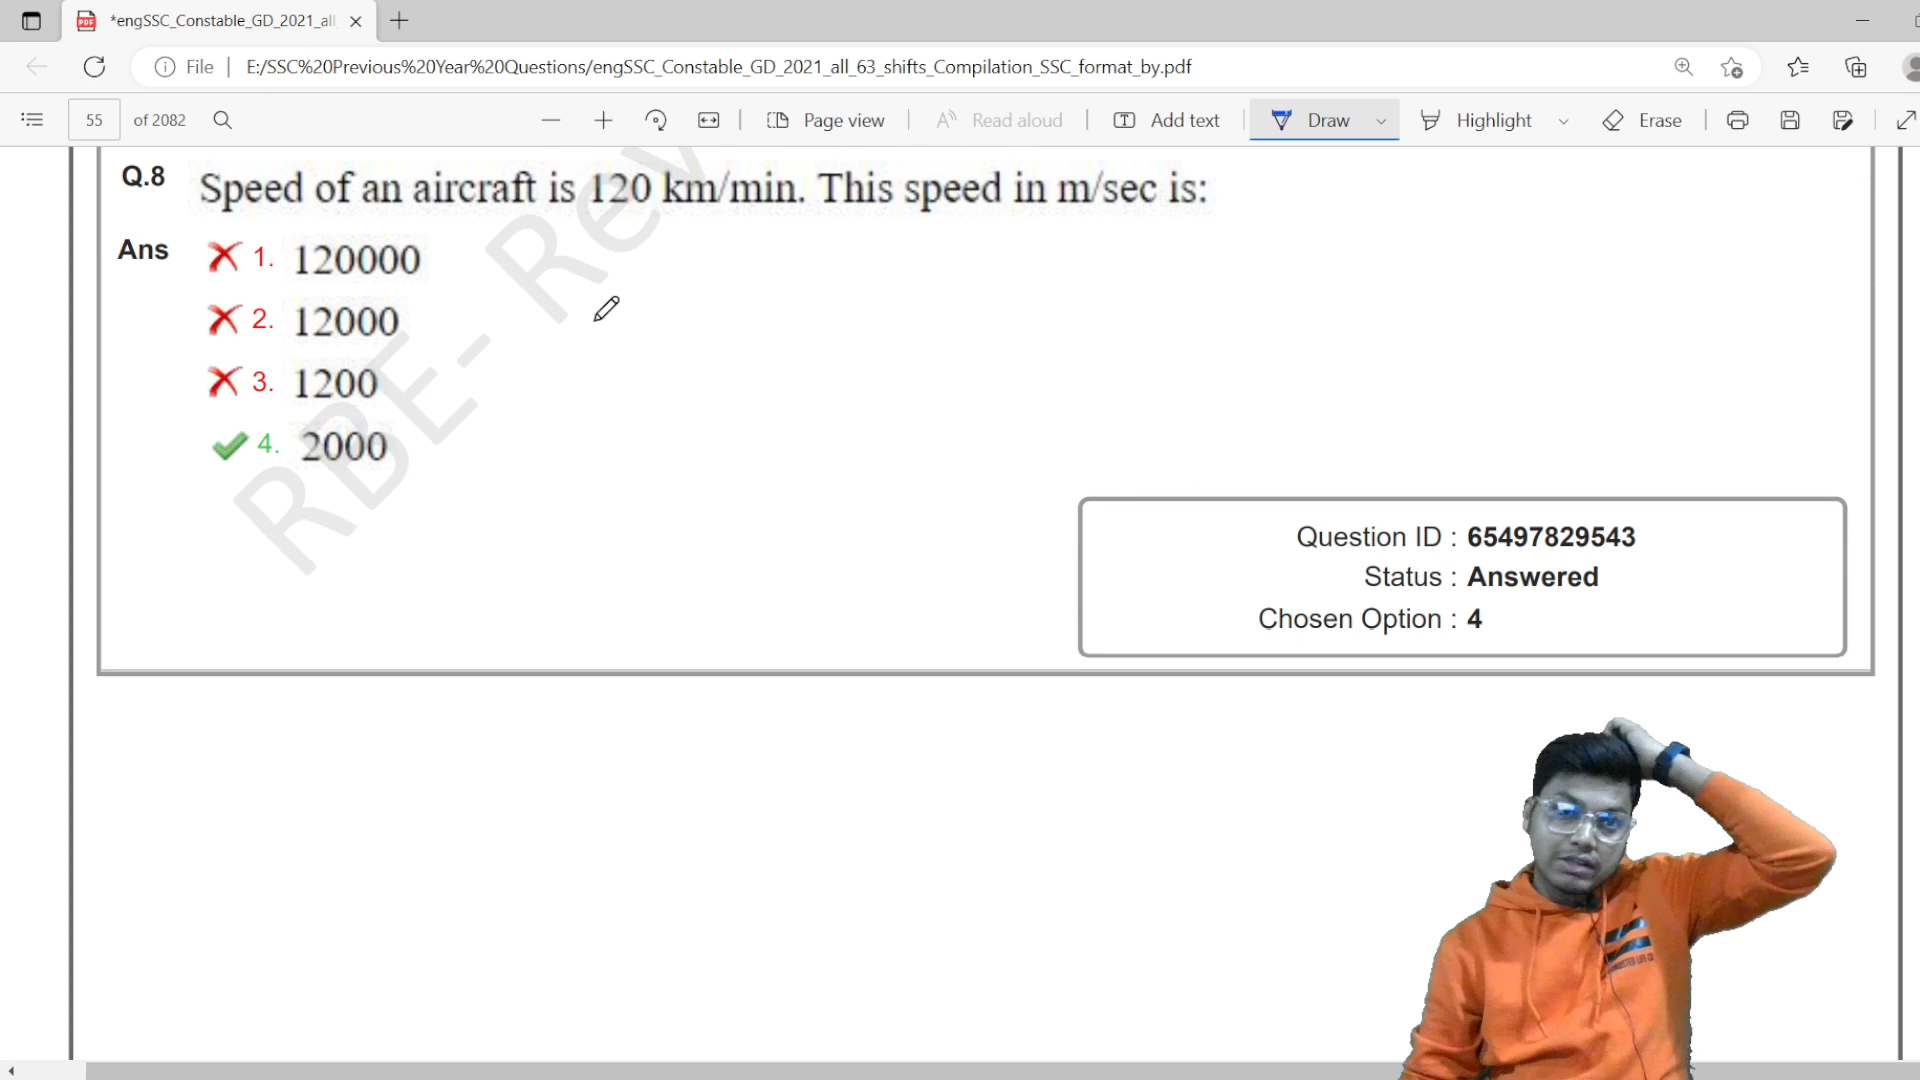 *engSSC_Constable_GD_2021_all
File
E:/SSC%20Previous%20Year%20Questions/engSSC_Constable_GD_2021_all_63_shifts_Compilation_SSC_format_by.pdf
55 of 2082
Page view
Read aloud
Add text
Draw
Highlight
Erase
Q.8 Speed of an aircraft is 120 km/min. This speed in m/sec is:
Ans 1. 120000
2. 12000
3. 1200
4. 2000
RBE- Rev
Question ID : 65497829543
Status : Answered
Chosen Option : 4